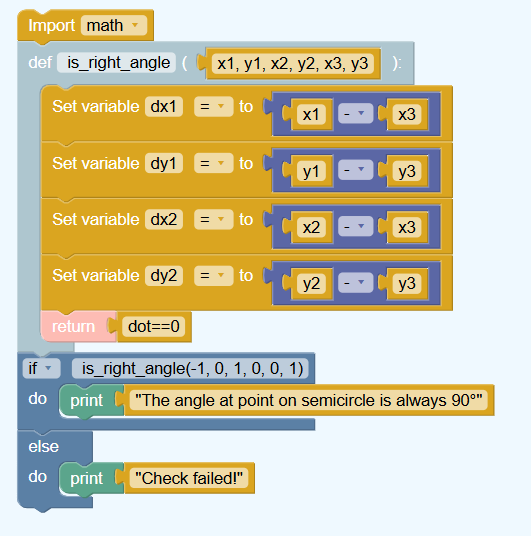 Import math
def is_right_angle ( x1, y1, x2, y2, x3, y3 ):
Set variable dx1 = to x1 - x3
Set variable dy1 = to y1 - y3
Set variable dx2 = to x2 - x3
Set variable dy2 = to y2 - y3
return dot==0
if is_right_angle(-1, 0, 1, 0, 0, 1)
do print "The angle at point on semicircle is always 90°"
else
do print "Check failed!"